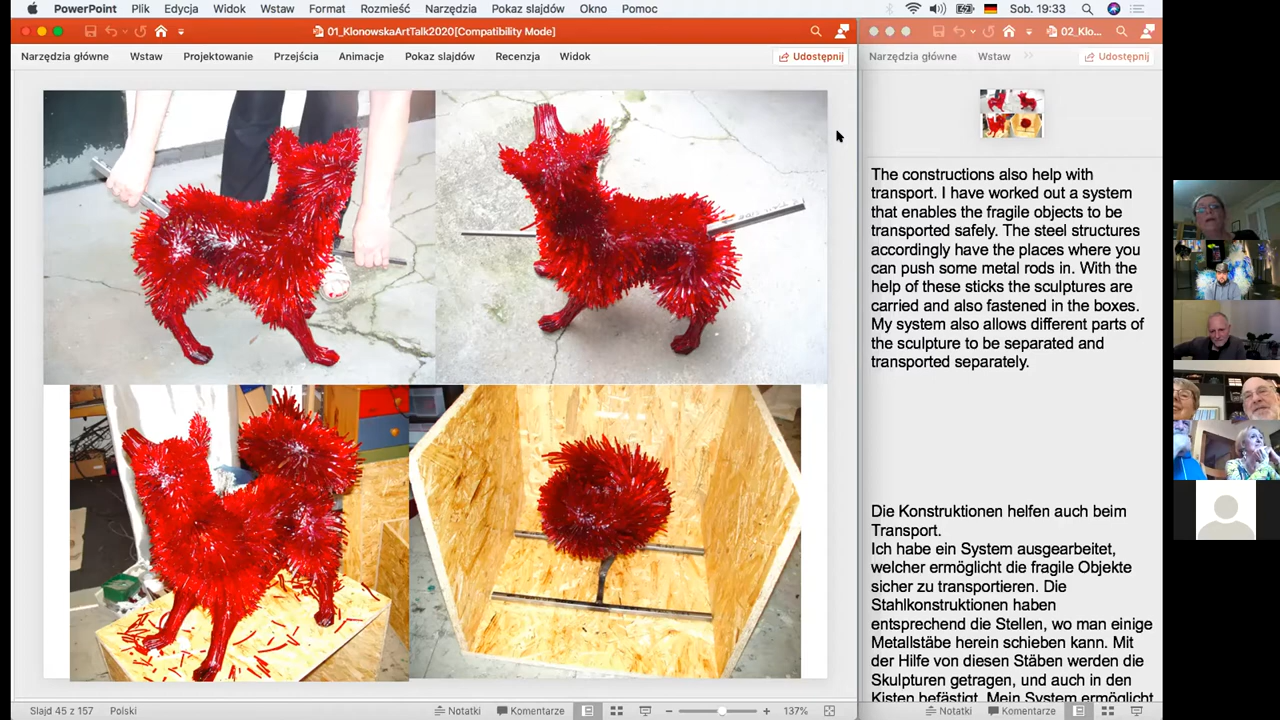 PowerPoint Plik Edycja Widok Wstaw Format Rozmieść Narzędzia Pokaz slajdów Okno Pomoc Sob. 19:33
01_KlonowskaArtTalk2020[Compatibility Mode]
02_Klo...
Narzędzia główne Wstaw Projektowanie Przejścia Animacje Pokaz slajdów Recenzja Widok Udostępnij
Narzędzia główne Wstaw Udostępnij
The constructions also help with
transport. I have worked out a system
that enables the fragile objects to be
transported safely. The steel structures
accordingly have the places where you
can push some metal rods in. With the
help of these sticks the sculptures are
carried and also fastened in the boxes.
My system also allows different parts of
the sculpture to be separated and
transported separately.
Die Konstruktionen helfen auch beim
Transport.
Ich habe ein System ausgearbeitet,
welcher ermöglicht die fragile Objekte
sicher zu transportieren. Die
Stahlkonstruktionen haben
entsprechend die Stellen, wo man einige
Metallstäbe herein schieben kann. Mit
der Hilfe von diesen Stäben werden die
Skulpturen getragen, und auch in den
Kisten befästigt. Mein System ermöglicht
Slajd 45 z 157 Polski Notatki Komentarze 137%
Notatki Komentarze